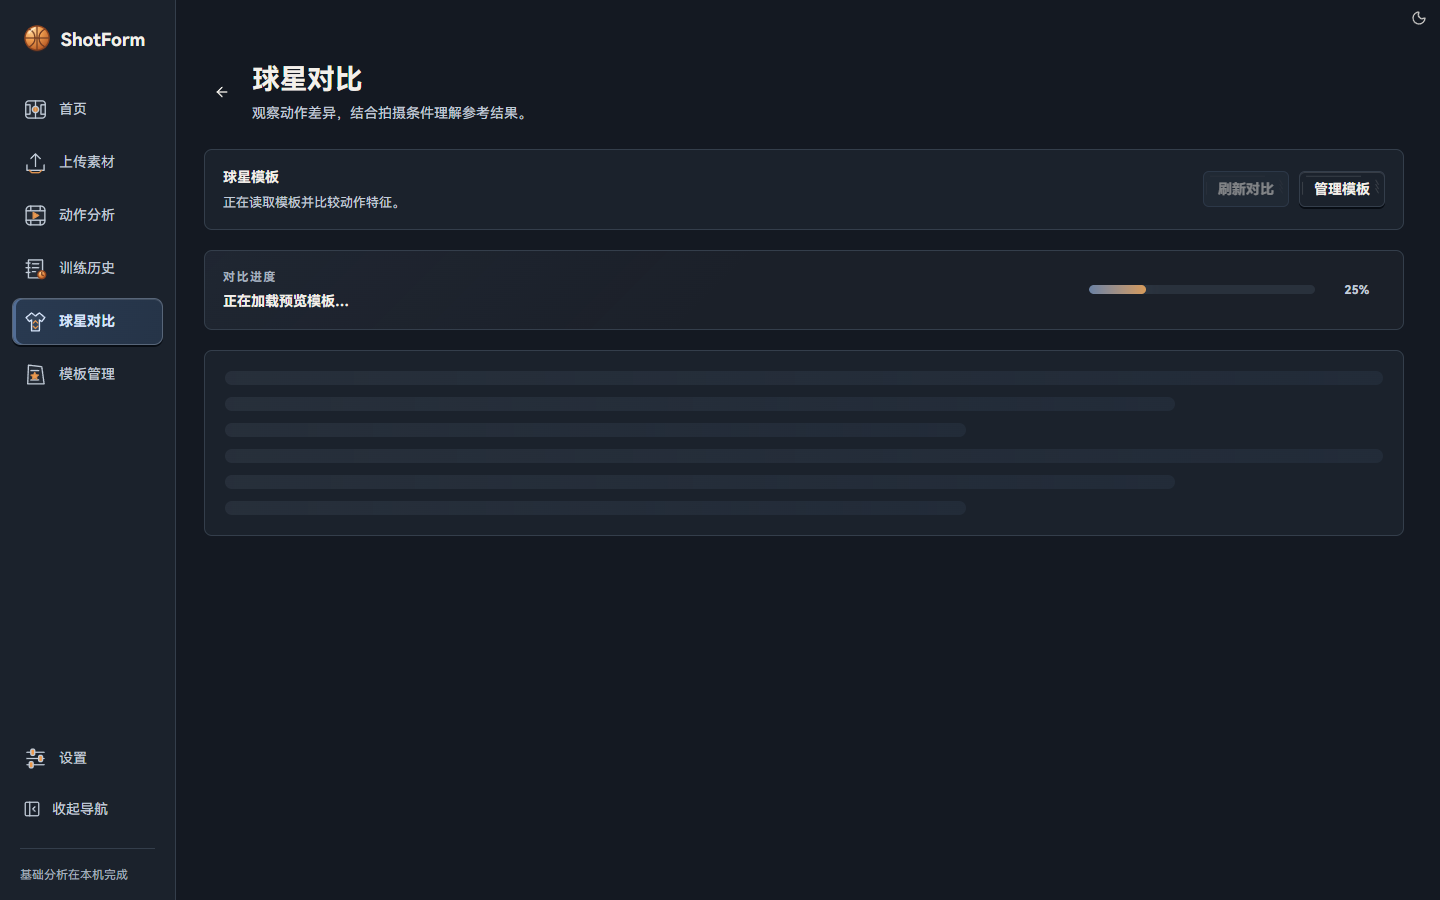 ShotForm
首页
上传素材
动作分析
训练历史
球星对比
模板管理
设置
收起导航
基础分析在本机完成
球星对比
观察动作差异，结合拍摄条件理解参考结果。
球星模板
正在读取模板并比较动作特征。
刷新对比
管理模板
对比进度
正在加载预览模板...
25%